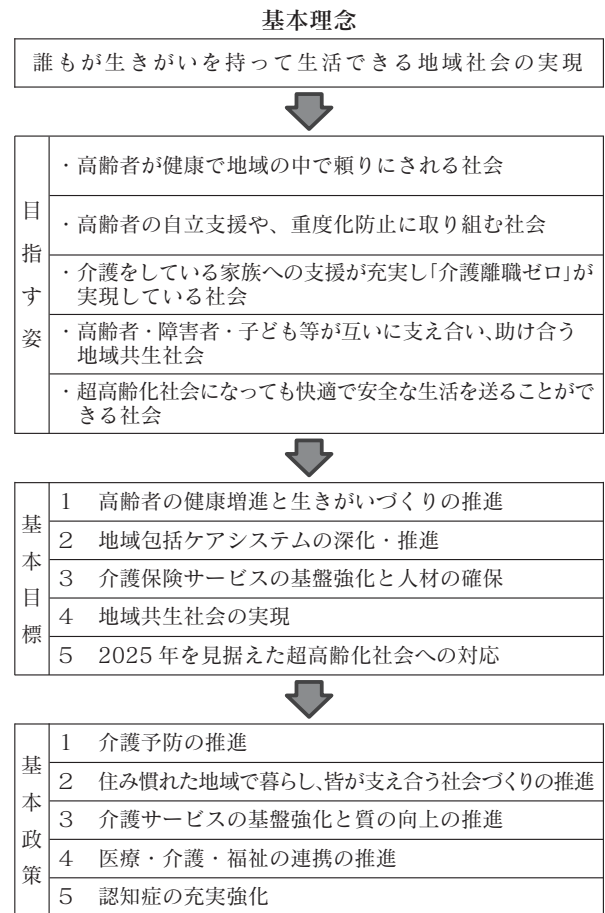 基本理念
誰もが生きがいを持って生活できる地域社会の実現
目指す姿
・高齢者が健康で地域の中で頼りにされる社会
・高齢者の自立支援や、重度化防止に取り組む社会
・介護をしている家族への支援が充実し「介護離職ゼロ」が
実現している社会
・高齢者・障害者・子ども等が互いに支え合い、助け合う
地域共生社会
・超高齢化社会になっても快適で安全な生活を送ることがで
きる社会
基本目標
1 高齢者の健康増進と生きがいづくりの推進
2 地域包括ケアシステムの深化・推進
3 介護保険サービスの基盤強化と人材の確保
4 地域共生社会の実現
5 2025年を見据えた超高齢化社会への対応
基本政策
1 介護予防の推進
2 住み慣れた地域で暮らし、皆が支え合う社会づくりの推進
3 介護サービスの基盤強化と質の向上の推進
4 医療・介護・福祉の連携の推進
5 認知症の充実強化